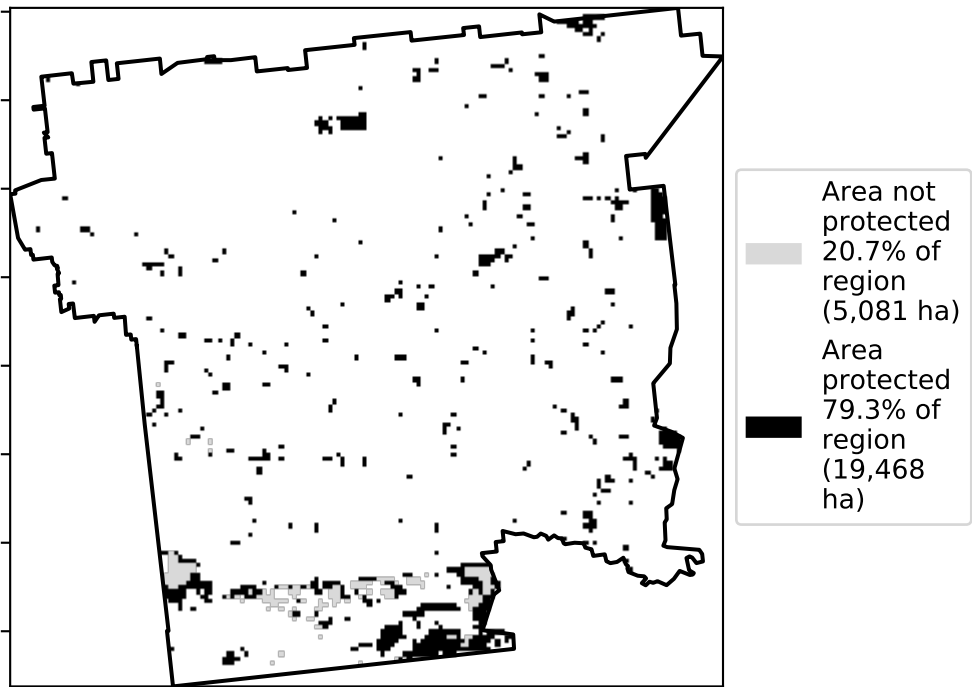 Area not
protected
20.7% of
region
(5,081 ha)
Area
protected
79.3% of
region
(19,468
ha)